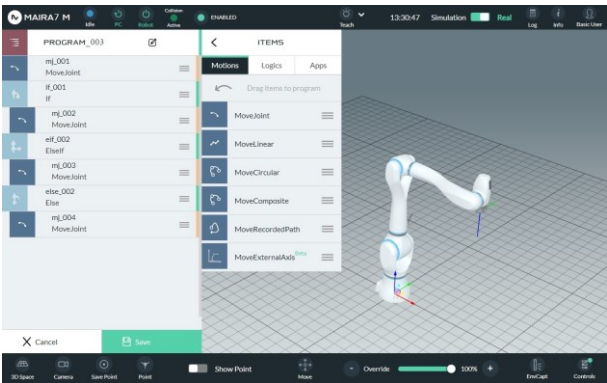 MAIRA7 M
Idle
PC
Robot
Collision
Active
ENABLED
Teach
13:30:47
Simulation
Real
Log
Info
Basic User
PROGRAM_003
mj_001
MoveJoint
if_001
If
mj_002
MoveJoint
elf_002
ElseIf
mj_003
MoveJoint
else_002
Else
mj_004
MoveJoint
Cancel
Save
ITEMS
Motions
Logics
Apps
Drag items to program
MoveJoint
MoveLinear
MoveCircular
MoveComposite
MoveRecordedPath
MoveExternalAxis Beta
3D Space
Camera
Save Point
Point
Show Point
Move
- Override 100% +
EnvCapt
Controls